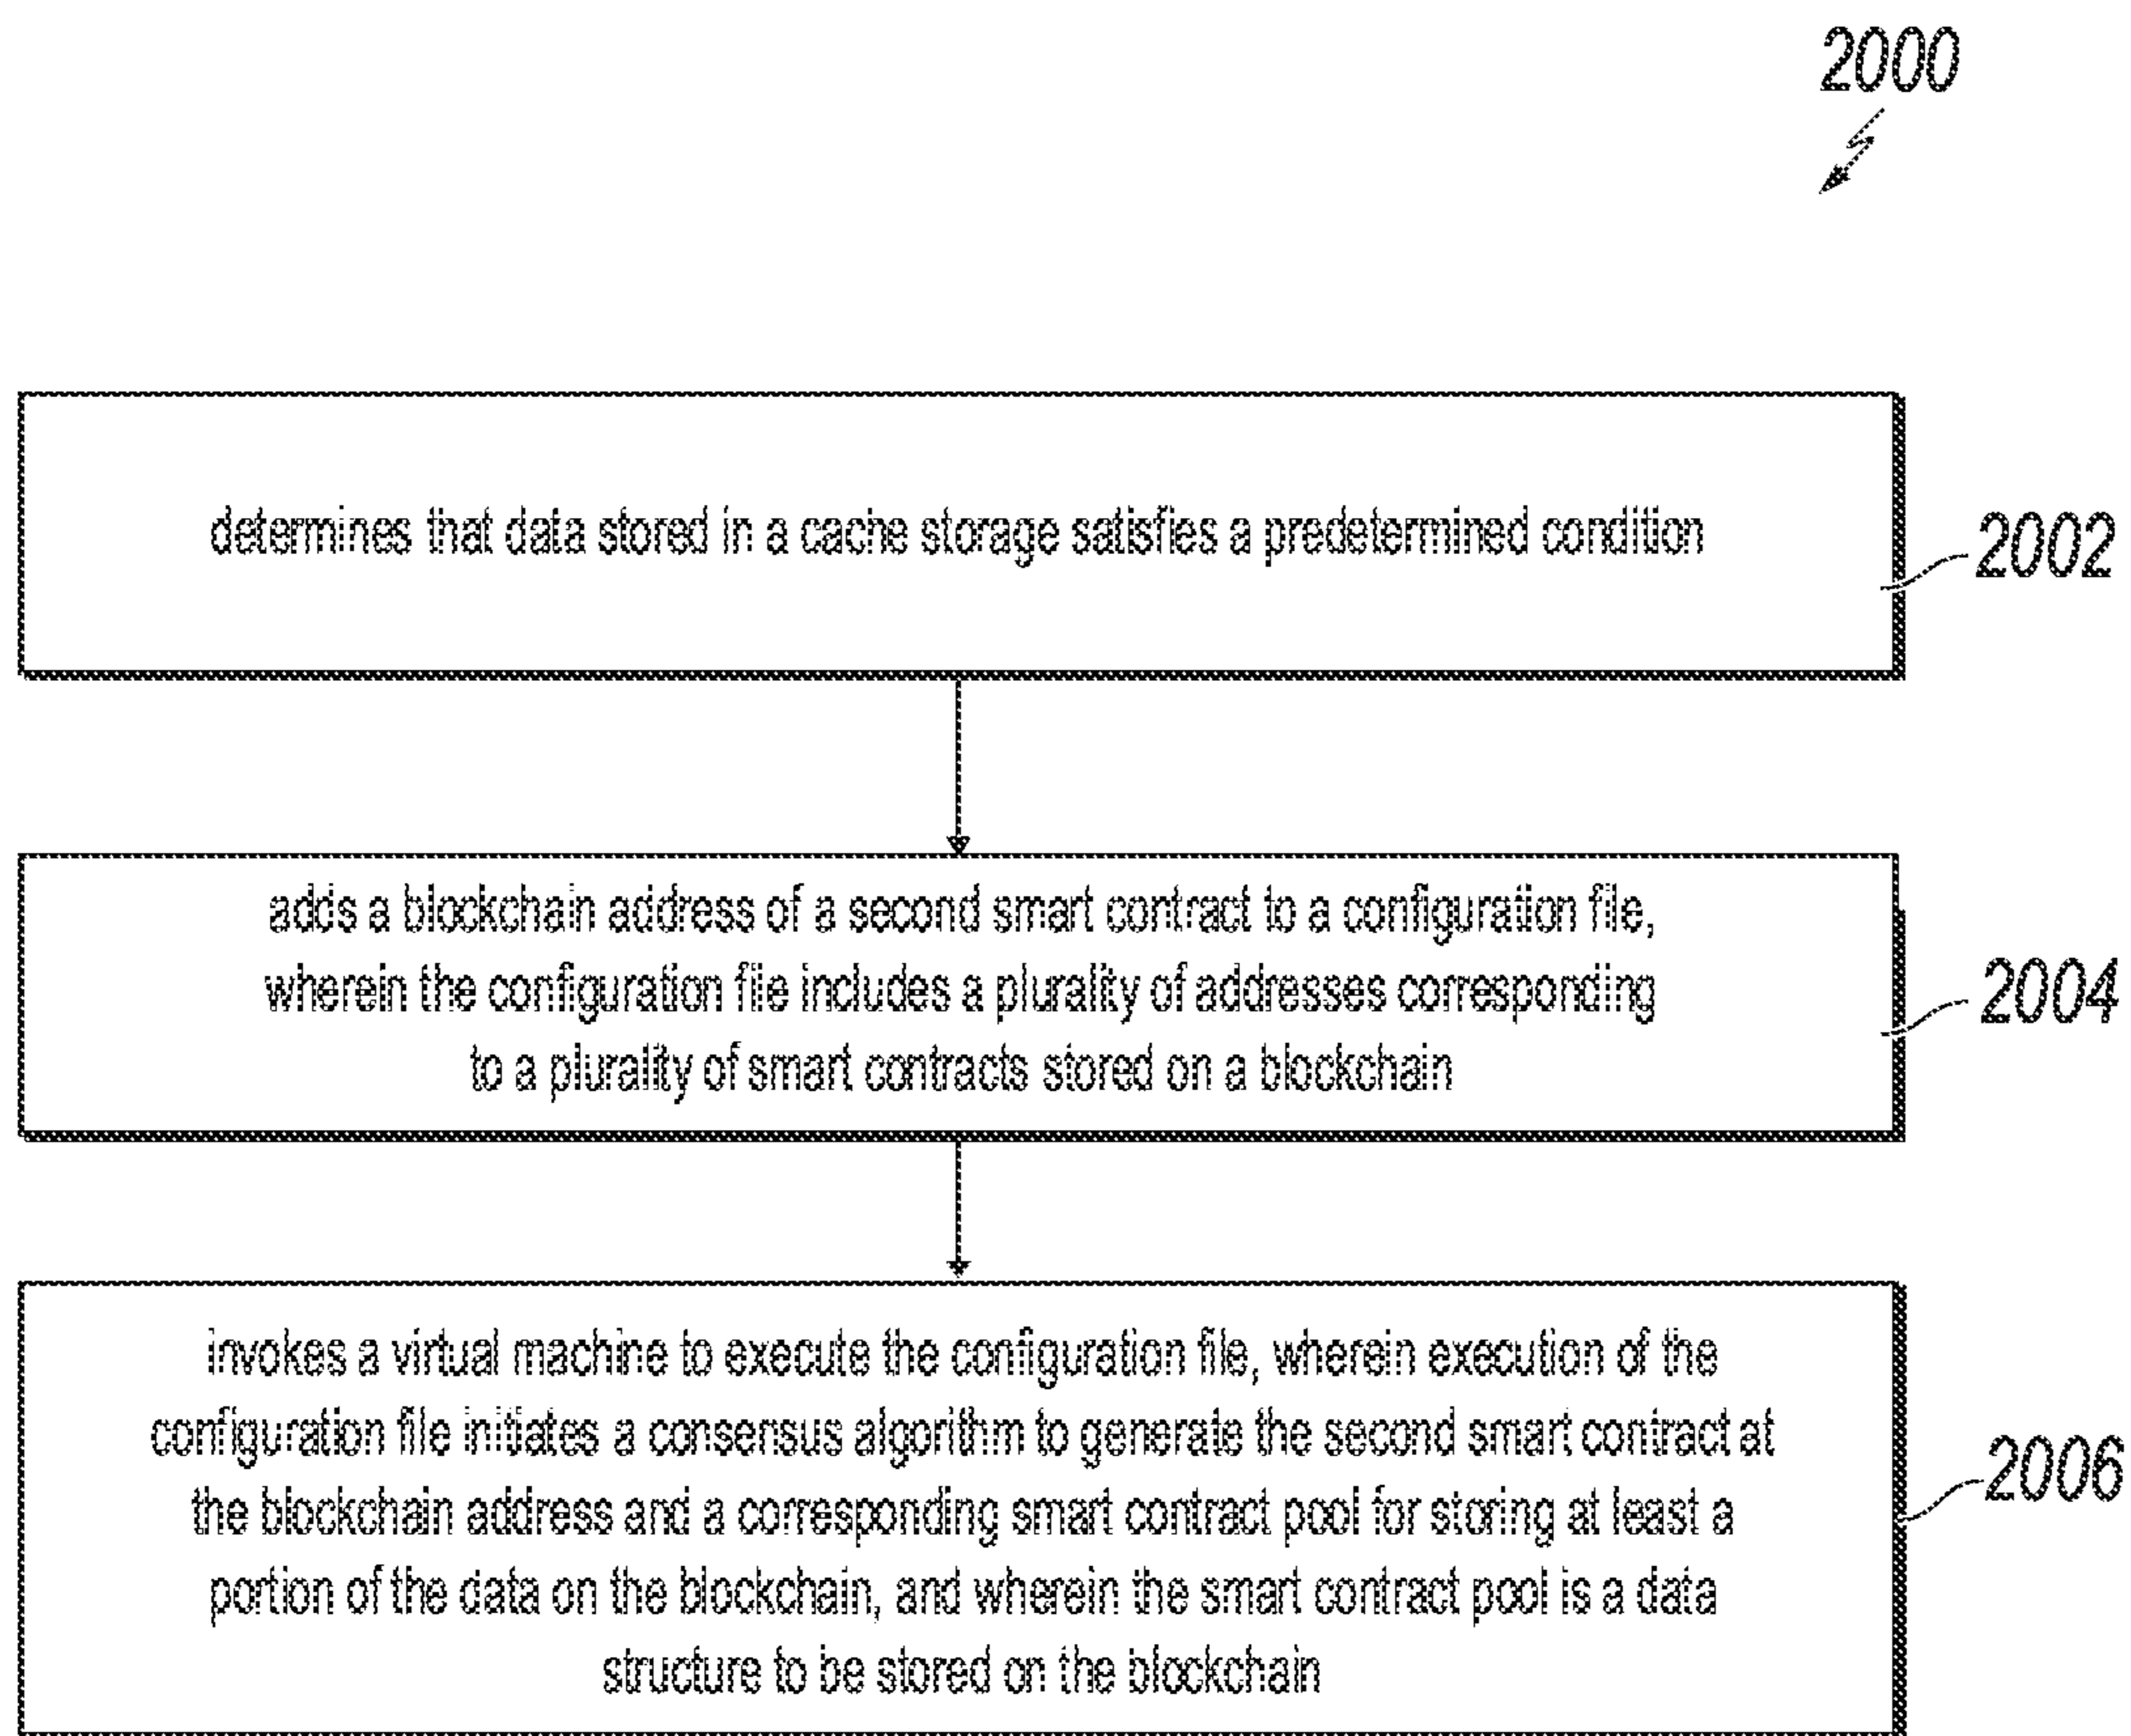 2000
determines that data stored in a cache storage satisfies a predetermined condition
2002
adds a blockchain address of a second smart contract to a configuration file,
wherein the configuration file includes a plurality of addresses corresponding
to a plurality of smart contracts stored on a blockchain
2004
invokes a virtual machine to execute the configuration file, wherein execution of the
configuration file initiates a consensus algorithm to generate the second smart contract at
the blockchain address and a corresponding smart contract pool for storing at least a
portion of the data on the blockchain, and wherein the smart contract pool is a data
structure to be stored on the blockchain
2006